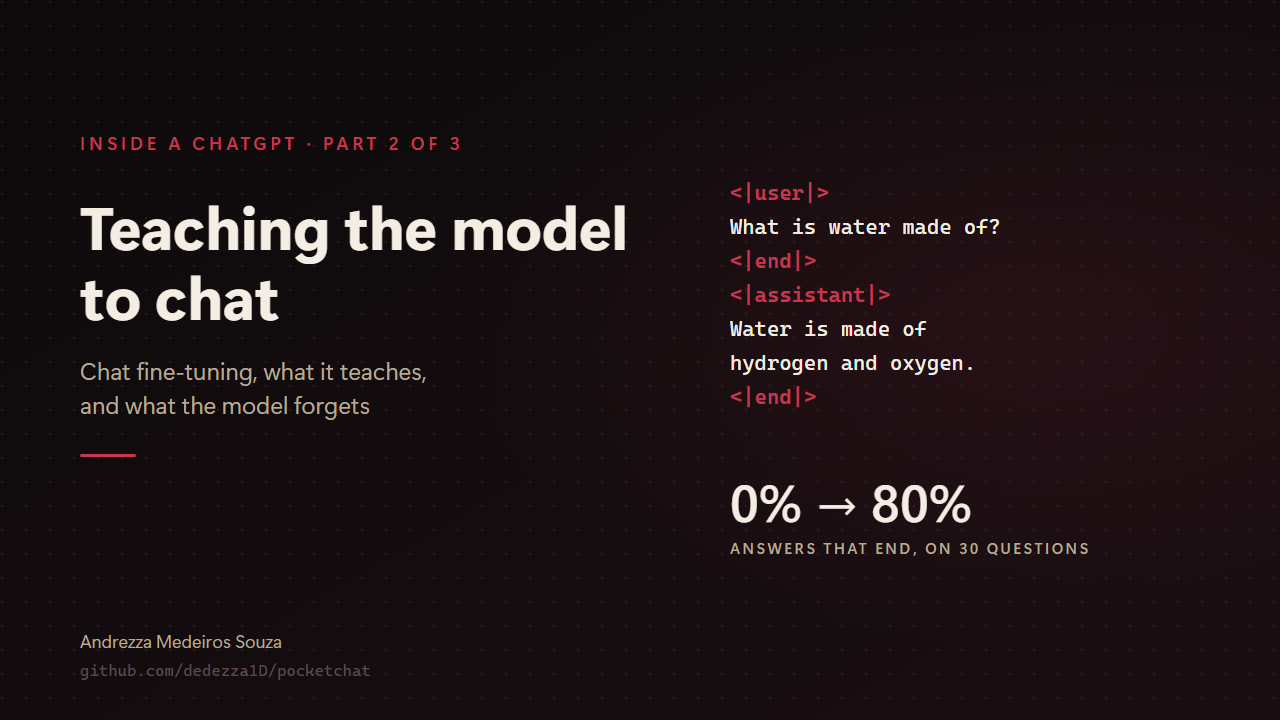 INSIDE A CHATGPT · PART 2 OF 3
Teaching the model
to chat
Chat fine-tuning, what it teaches,
and what the model forgets
<|user|>
What is water made of?
<|end|>
<|assistant|>
Water is made of
hydrogen and oxygen.
<|end|>
0% → 80%
ANSWERS THAT END, ON 30 QUESTIONS
Andrezza Medeiros Souza
github.com/dedezza1D/pocketchat